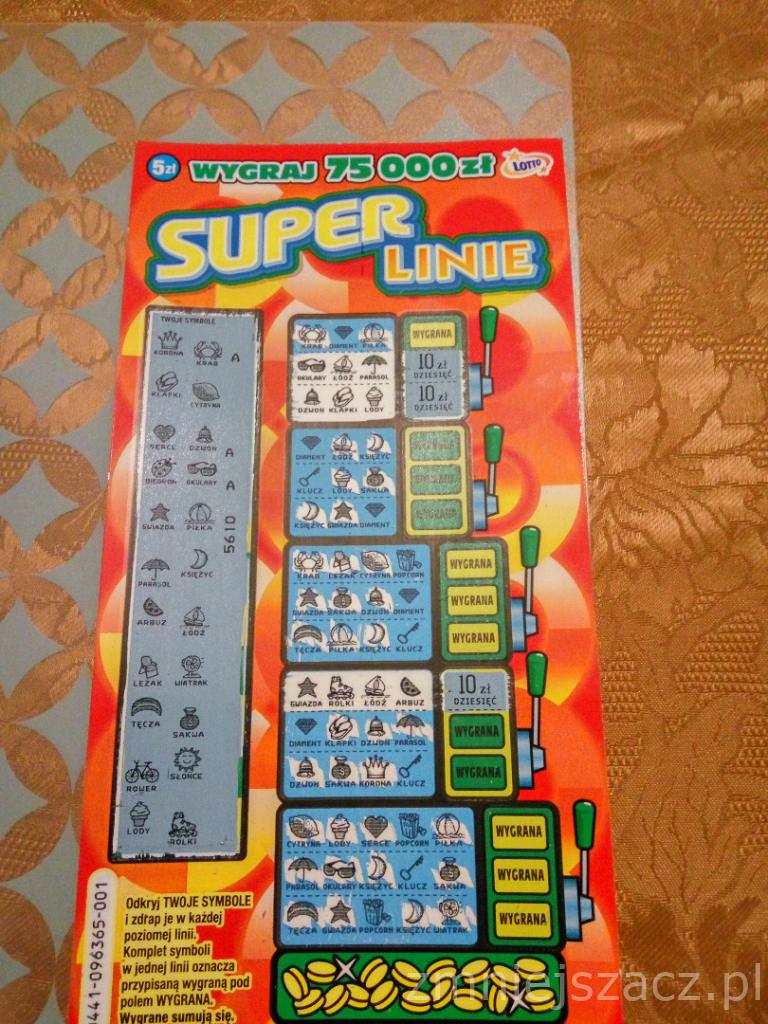 5zł WYGRAJ 75 000 zł LOTTO
SUPER
LINIE
TWOJE SYMBOLE
KORONA KRAB A
KLAPKI CYTRYNA
SERCE DZWON A
BIEDRON OKULARY A
GWIAZDA PIŁKA
5610
PARASOL KSIĘŻYC
ARBUZ ŁÓDŹ
LEŻAK WIATRAK
TĘCZA SAKWA
ROWER SŁOŃCE
LODY ROLKI
KRAB DIAMENT PIŁKA WYGRANA
OKULARY ŁÓDŹ PARASOL 10 zł DZIESIĘĆ
DZWON KLAPKI LODY 10 zł DZIESIĘĆ
DIAMENT ŁÓDŹ KSIĘŻYC WYGRANA
KLUCZ LODY SAKWA WYGRANA
KSIĘŻYC GWIAZDA DIAMENT WYGRANA
KRAB LEŻAK CYTRYNA POPCORN WYGRANA
GWIAZDA SAKWA DZWON DIAMENT WYGRANA
TĘCZA PIŁKA KSIĘŻYC KLUCZ WYGRANA
GWIAZDA ROLKI ŁÓDŹ ARBUZ 10 zł DZIESIĘĆ
DIAMENT KLAPKI DZWON PARASOL WYGRANA
DZWON SAKWA KORONA KLUCZ WYGRANA
CYTRYNA LODY SERCE POPCORN PIŁKA WYGRANA
PARASOL OKULARY KSIĘŻYC KLUCZ SAKWA WYGRANA
TĘCZA GWIAZDA POPCORN KSIĘŻYC WIATRAK WYGRANA
441-096365-001
Odkryj TWOJE SYMBOLE
i zdrap je w każdej
poziomej linii.
Komplet symboli
w jednej linii oznacza
przypisaną wygraną pod
polem WYGRANA.
Wygrane sumują się.
zmniejszacz.pl